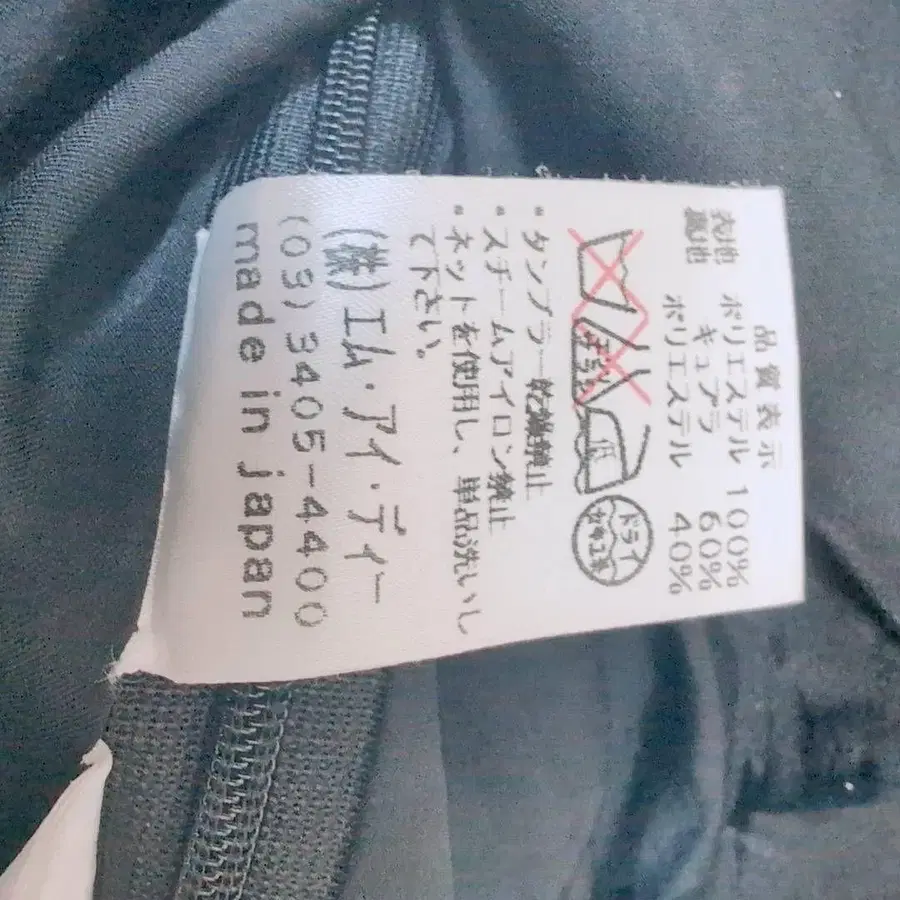 品質表示
表地 ポリエステル 100%
裏地 キュプラ 60%
ポリエステル 40%
ドライ
石油系
・タンブラー乾燥禁止
・スチームアイロン禁止
・ネットを使用し、単品洗いし
て下さい。
(株)エム・アイ・ディー
(03)3405-4400
made in japan